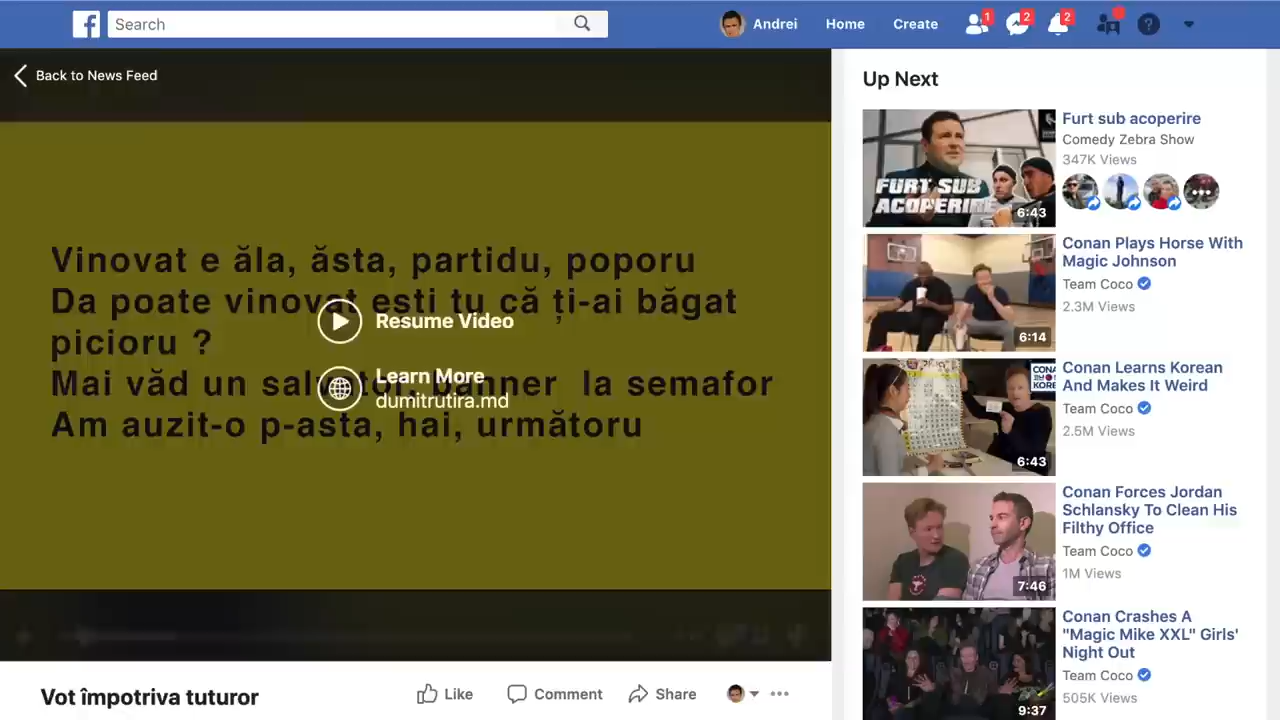 f
Search
Andrei
Home
Create
1
2
2
?
Back to News Feed
Vinovat e ăla, ăsta, partidu, poporu
Da poate vinovat ești tu că ți-ai băgat
picioru ?
Resume Video
Mai văd un salvator, banner la semafor
Learn More
dumitrutira.md
Am auzit-o p-asta, hai, următoru
Vot împotriva tuturor
Like
Comment
Share
Up Next
FURT SUB
ACOPERIRE
6:43
Furt sub acoperire
Comedy Zebra Show
347K Views
6:14
Conan Plays Horse With
Magic Johnson
Team Coco
2.3M Views
6:43
Conan Learns Korean
And Makes It Weird
Team Coco
2.5M Views
7:46
Conan Forces Jordan
Schlansky To Clean His
Filthy Office
Team Coco
1M Views
9:37
Conan Crashes A
"Magic Mike XXL" Girls'
Night Out
Team Coco
505K Views